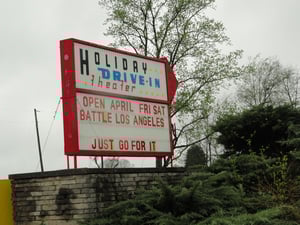 Holiday
DRIVE-IN
theater
OPEN APRIL FRI SAT
BATTLE LOS ANGELES
JUST GO FOR IT